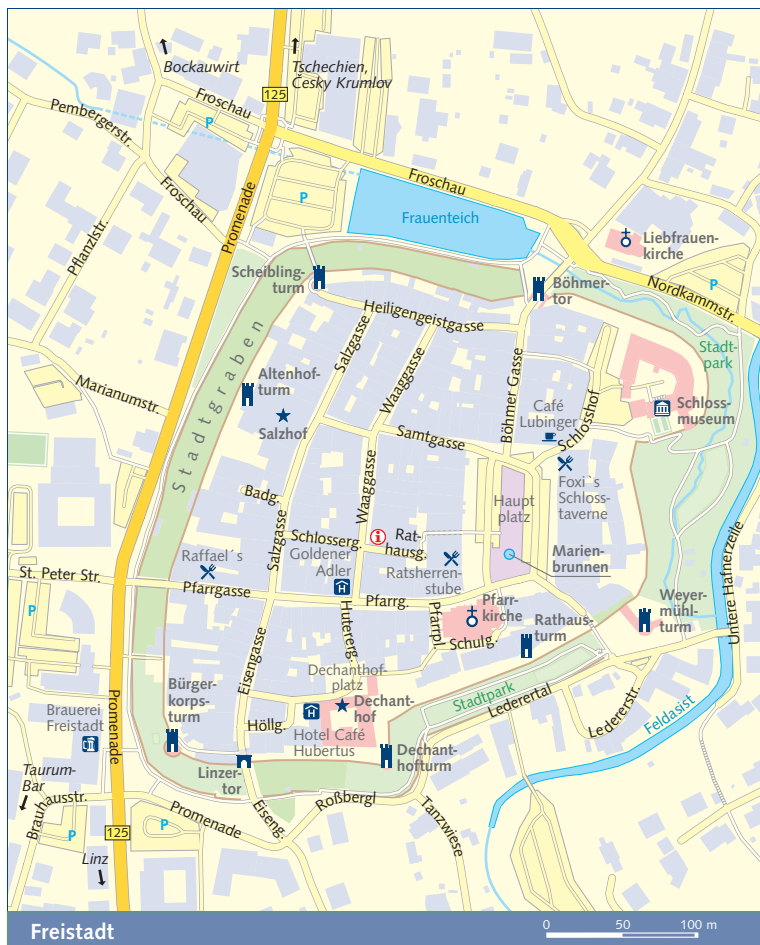 Bockauwirt
Tschechien,
Česky Krumlov
125
Froschau
Pembergerstr.
P
Froschau
Froschau
Promenade
P
Frauenteich
Pflanzlstr.
Liebfrauen-
kirche
Scheibling-
turm
Böhmer-
tor
P
Nordkammstr.
Heiligengeistgasse
Stadt-
park
Stadtgraben
Salzgasse
Waaggasse
Böhmer Gasse
Altenhof-
turm
Marianumstr.
Salzhof
Café
Lubinger
Schlosshof
Schloss-
museum
Samtgasse
Waaggasse
Foxi`s
Schloss-
taverne
Badg.
Haupt
platz
Salzgasse
Schlosserg.
i
Rat-
hausg.
Raffael´s
Goldener
Adler
H
Ratsherren-
stube
Marien-
brunnen
Untere Hafnerzeile
St. Peter Str.
Pfarrgasse
Pfarrg.
P
Pfarrpl.
Pfarr-
kirche
Weyer-
mühl-
turm
Hutererg.
Schulg.
Rathaus-
turm
Eisengasse
Dechanthof-
platz
Bürger-
korps-
turm
Dechant-
hof
Stadtpark
Lederertal
Ledererstr.
Feldaist
H
Höllg.
Hotel Café
Hubertus
Brauerei
Freistadt
Promenade
Dechant-
hofturm
Linzer-
tor
Taurum-
Bar
Brauhausstr.
Roßbergl
Eiseng.
Promenade
Tanzwiese
P
125
P
Linz
Freistadt
0 50 100 m